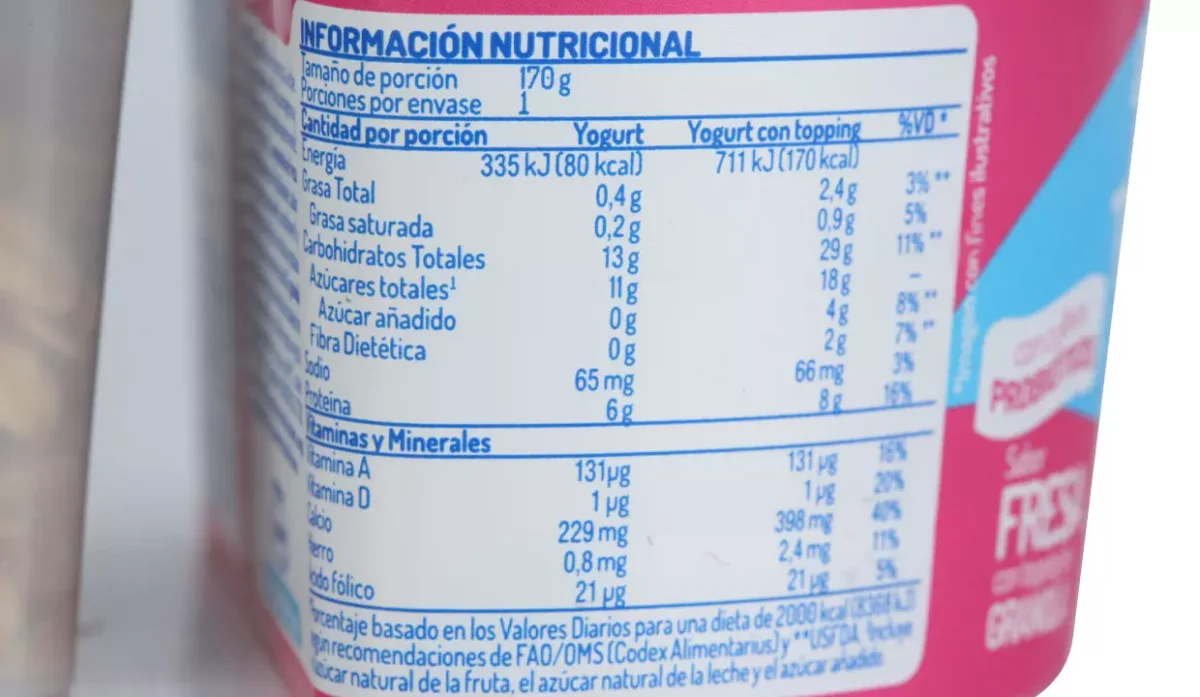 INFORMACIÓN NUTRICIONAL
Tamaño de porción 170 g
Porciones por envase 1
Cantidad por porción Yogurt Yogurt con topping %VD *
Energía 335 kJ (80 kcal) 711 kJ (170 kcal)
Grasa Total 0,4 g 2,4 g 3% **
Grasa saturada 0,2 g 0,9 g 5%
Carbohidratos Totales 13 g 29 g 11% **
Azúcares totales¹ 11 g 18 g –
Azúcar añadido 0 g 4 g 8% **
Fibra Dietética 0 g 2 g 7% **
Sodio 65 mg 66 mg 3%
Proteína 6 g 8 g 16%
Vitaminas y Minerales
Vitamina A 131 µg 131 µg 16%
Vitamina D 1 µg 1 µg 20%
Calcio 229 mg 398 mg 40%
Hierro 0,8 mg 2,4 mg 11%
fólico 21 µg 21 µg 5%
basado en los Valores Diarios para una dieta de 2000 kcal (8368 kJ)
recomendaciones de FAO/OMS (Codex Alimentarius) y **USFDA. Incluye
azúcar natural de la fruta, el azúcar natural de la leche y el azúcar añadido
con fines ilustrativos
PROBIÓTICOS
Sabor
FRES
con
GRANOL